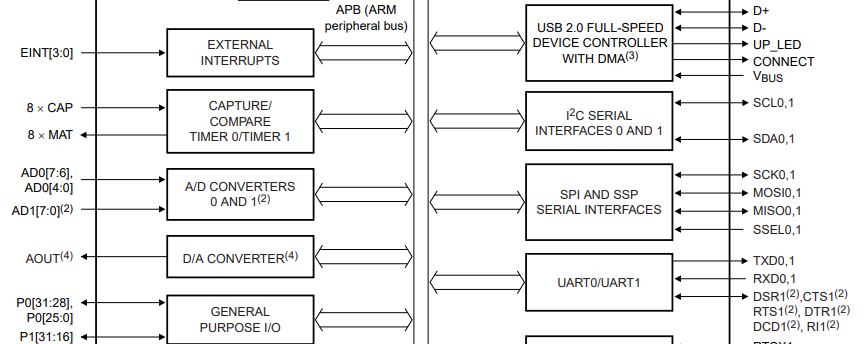 APB (ARM
peripheral bus)
EINT[3:0]
EXTERNAL
INTERRUPTS
8 × CAP
8 × MAT
CAPTURE/
COMPARE
TIMER 0/TIMER 1
AD0[7:6],
AD0[4:0]
AD1[7:0](2)
A/D CONVERTERS
0 AND 1(2)
AOUT(4)
D/A CONVERTER(4)
P0[31:28],
P0[25:0]
P1[31:16]
GENERAL
PURPOSE I/O
USB 2.0 FULL-SPEED
DEVICE CONTROLLER
WITH DMA(3)
D+
D-
UP_LED
CONNECT
VBUS
I2C SERIAL
INTERFACES 0 AND 1
SCL0,1
SDA0,1
SPI AND SSP
SERIAL INTERFACES
SCK0,1
MOSI0,1
MISO0,1
SSEL0,1
UART0/UART1
TXD0,1
RXD0,1
DSR1(2),CTS1(2)
RTS1(2), DTR1(2)
DCD1(2), RI1(2)